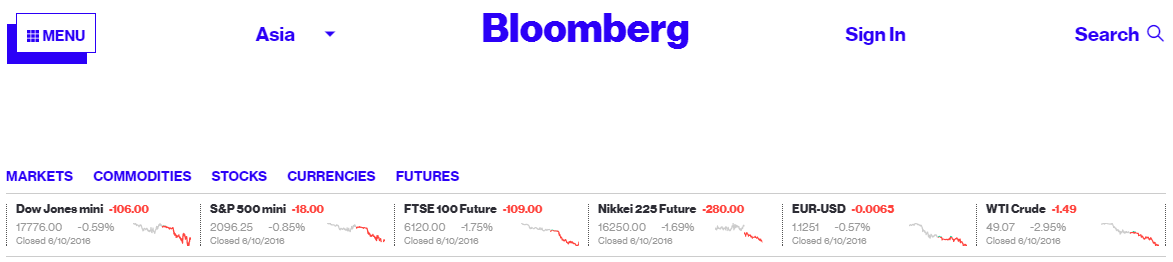 MENU Asia Bloomberg Sign In Search
MARKETS COMMODITIES STOCKS CURRENCIES FUTURES
Dow Jones mini -106.00
17776.00 -0.59%
Closed 6/10/2016
S&P 500 mini -18.00
2096.25 -0.85%
Closed 6/10/2016
FTSE 100 Future -109.00
6120.00 -1.75%
Closed 6/10/2016
Nikkei 225 Future -280.00
16250.00 -1.69%
Closed 6/10/2016
EUR-USD -0.0065
1.1251 -0.57%
Closed 6/10/2016
WTI Crude -1.49
49.07 -2.95%
Closed 6/10/2016